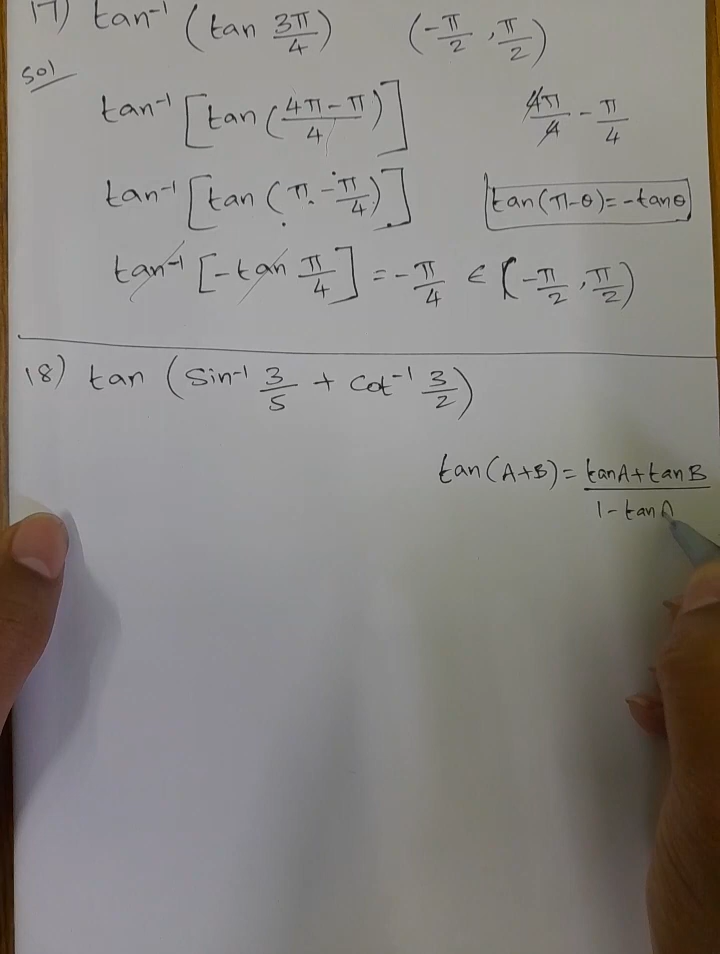 17) tan⁻¹ (tan 3π/4) (-π/2, π/2)
Sol
tan⁻¹ [tan (4π-π/4)] 4π/4 - π/4
tan⁻¹ [tan (π - π/4)] tan(π-θ)=-tanθ
tan⁻¹ [-tan π/4] = -π/4 ∈ (-π/2, π/2)
18) tan (Sin⁻¹ 3/5 + Cot⁻¹ 3/2)
tan(A+B)= tanA+tanB/1-tanA